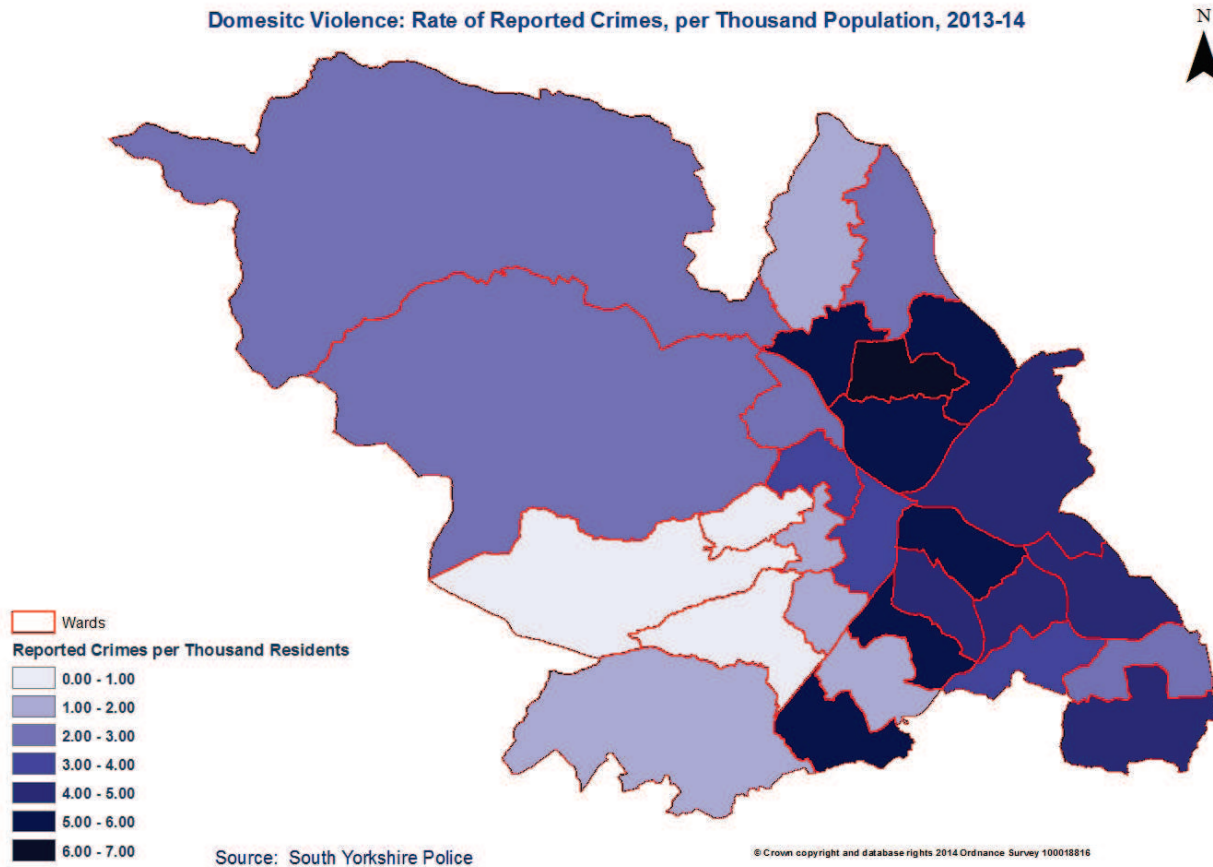 Domesitc Violence: Rate of Reported Crimes, per Thousand Population, 2013-14
N
Wards
Reported Crimes per Thousand Residents
0.00 - 1.00
1.00 - 2.00
2.00 - 3.00
3.00 - 4.00
4.00 - 5.00
5.00 - 6.00
6.00 - 7.00
Source: South Yorkshire Police
© Crown copyright and database rights 2014 Ordnance Survey 100018816